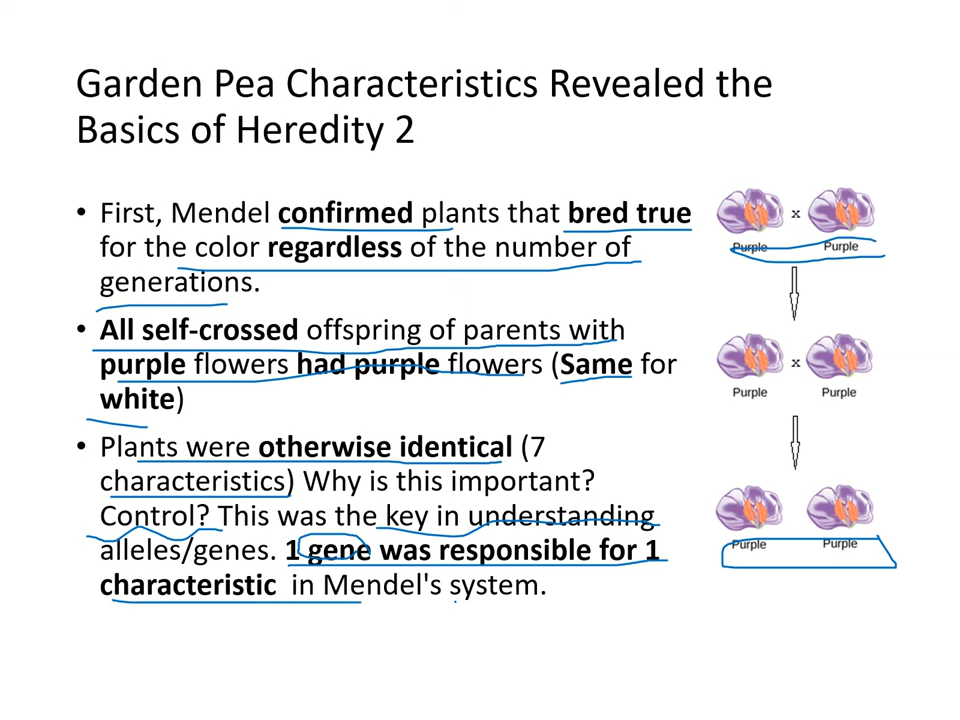 Garden Pea Characteristics Revealed the
Basics of Heredity 2
• First, Mendel confirmed plants that bred true
for the color regardless of the number of
generations.
• All self-crossed offspring of parents with
purple flowers had purple flowers (Same for
white)
• Plants were otherwise identical (7
characteristics) Why is this important?
Control? This was the key in understanding
alleles/genes. 1 gene was responsible for 1
characteristic in Mendel's system.
Purple x Purple
Purple x Purple
Purple Purple